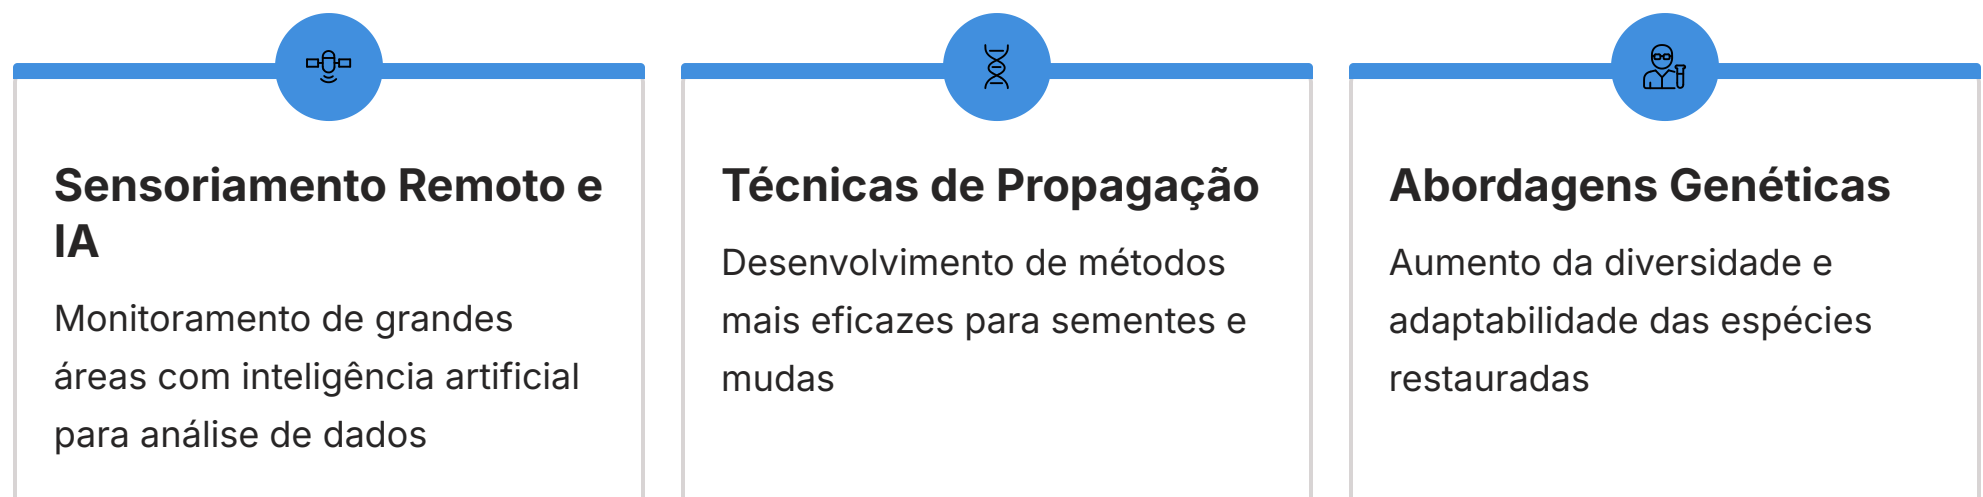 Sensoriamento Remoto e
IA
Monitoramento de grandes
áreas com inteligência artificial
para análise de dados
Técnicas de Propagação
Desenvolvimento de métodos
mais eficazes para sementes e
mudas
Abordagens Genéticas
Aumento da diversidade e
adaptabilidade das espécies
restauradas